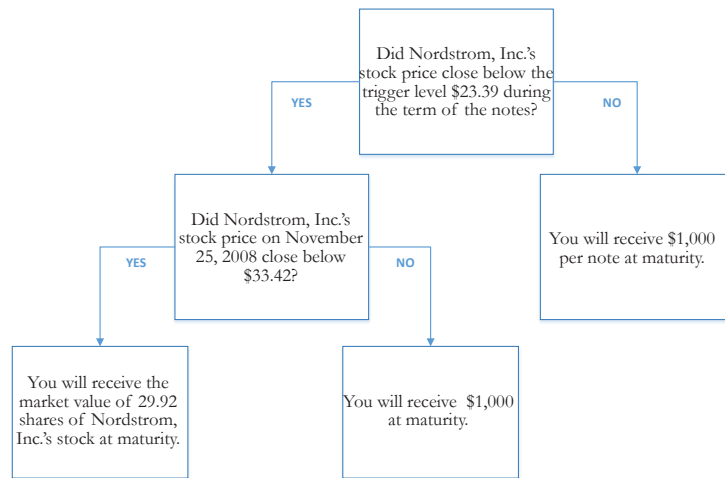 Did Nordstrom, Inc.'s
stock price close below the
trigger level $23.39 during
the term of the notes?
YES
NO
Did Nordstrom, Inc.'s
stock price on November
25, 2008 close below
$33.42?
You will receive $1,000
per note at maturity.
YES
NO
You will receive the
market value of 29.92
shares of Nordstrom,
Inc.'s stock at maturity.
You will receive $1,000
at maturity.